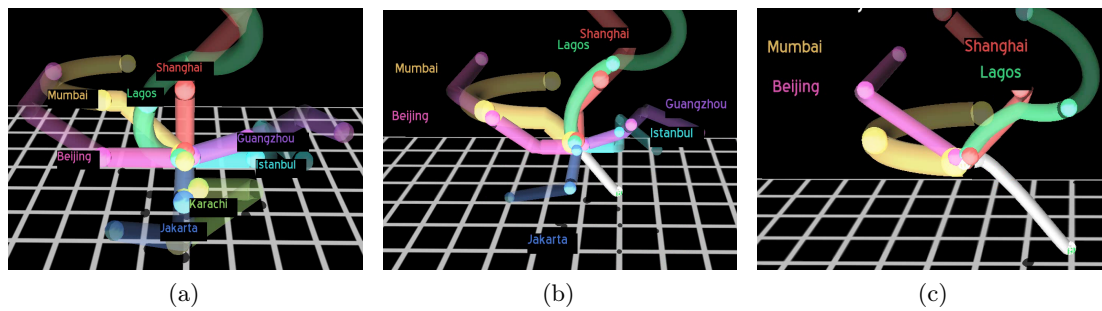 Shanghai
Mumbai
Lagos
Guangzhou
Beijing
Istanbul
Karachi
Jakarta
Shanghai
Lagos
Mumbai
Guangzhou
Beijing
Istanbul
Jakarta
Mumbai
Shanghai
Lagos
Beijing
(a)
(b)
(c)